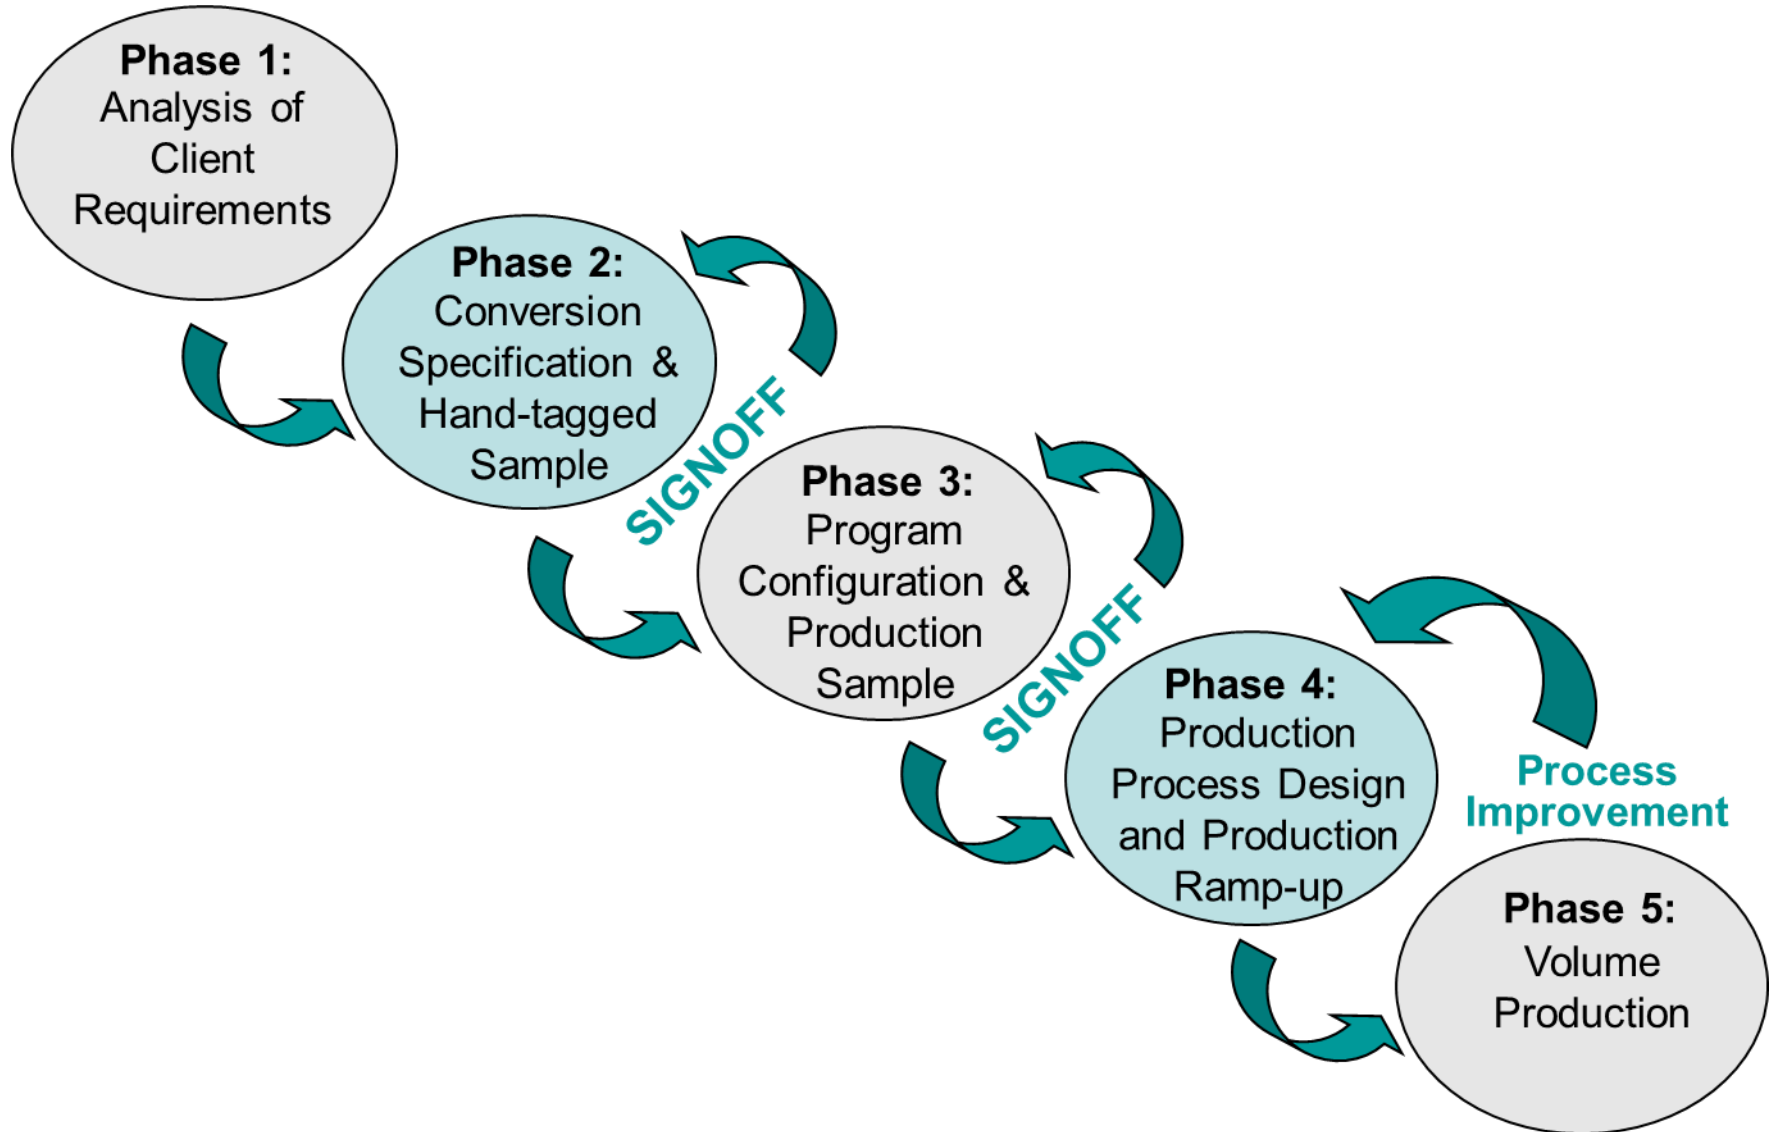 Phase 1:
Analysis of
Client
Requirements
Phase 2:
Conversion
Specification &
Hand-tagged
Sample
SIGNOFF
Phase 3:
Program
Configuration &
Production
Sample
SIGNOFF
Phase 4:
Production
Process Design
and Production
Ramp-up
Process
Improvement
Phase 5:
Volume
Production